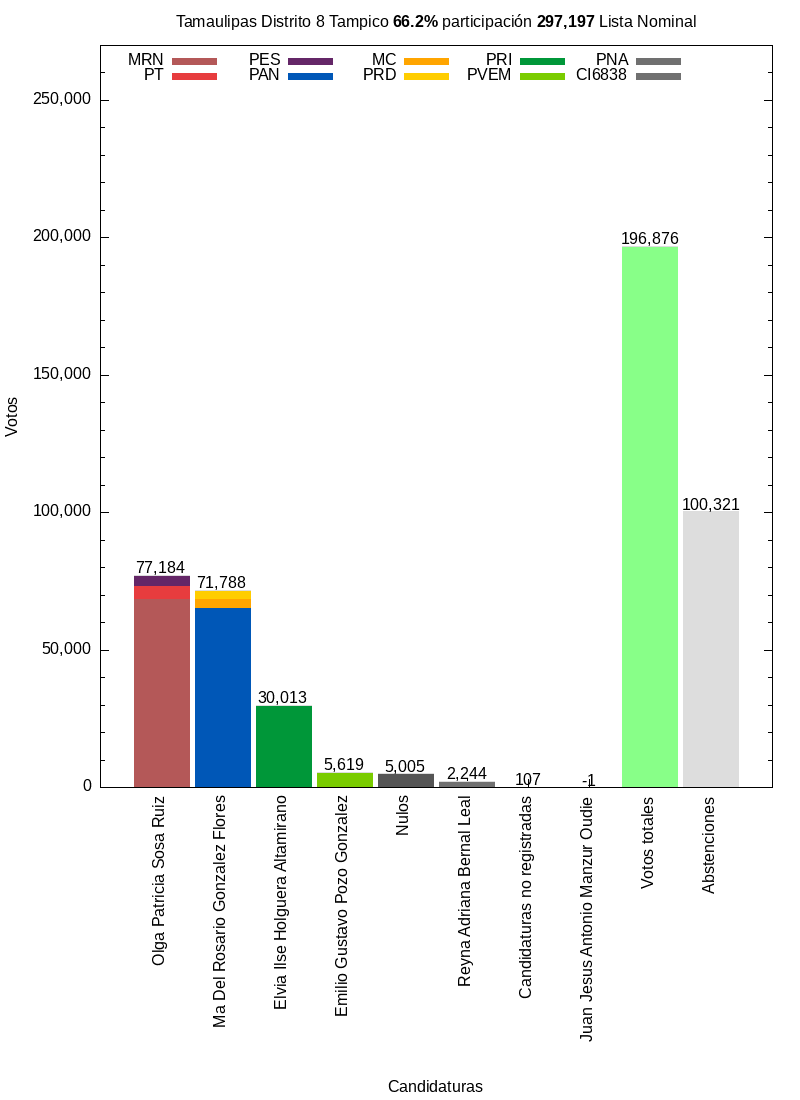 Tamaulipas Distrito 8 Tampico 66.2% participación 297,197 Lista Nominal
MRN PES MC PRI PNA
PT PAN PRD PVEM CI6838
250,000
200,000
150,000
100,000
50,000
0
Votos
77,184
71,788
30,013
5,619
5,005
2,244
107
-1
196,876
100,321
Olga Patricia Sosa Ruiz
Ma Del Rosario Gonzalez Flores
Elvia Ilse Holguera Altamirano
Emilio Gustavo Pozo Gonzalez
Nulos
Reyna Adriana Bernal Leal
Candidaturas no registradas
Juan Jesus Antonio Manzur Oudie
Votos totales
Abstenciones
Candidaturas